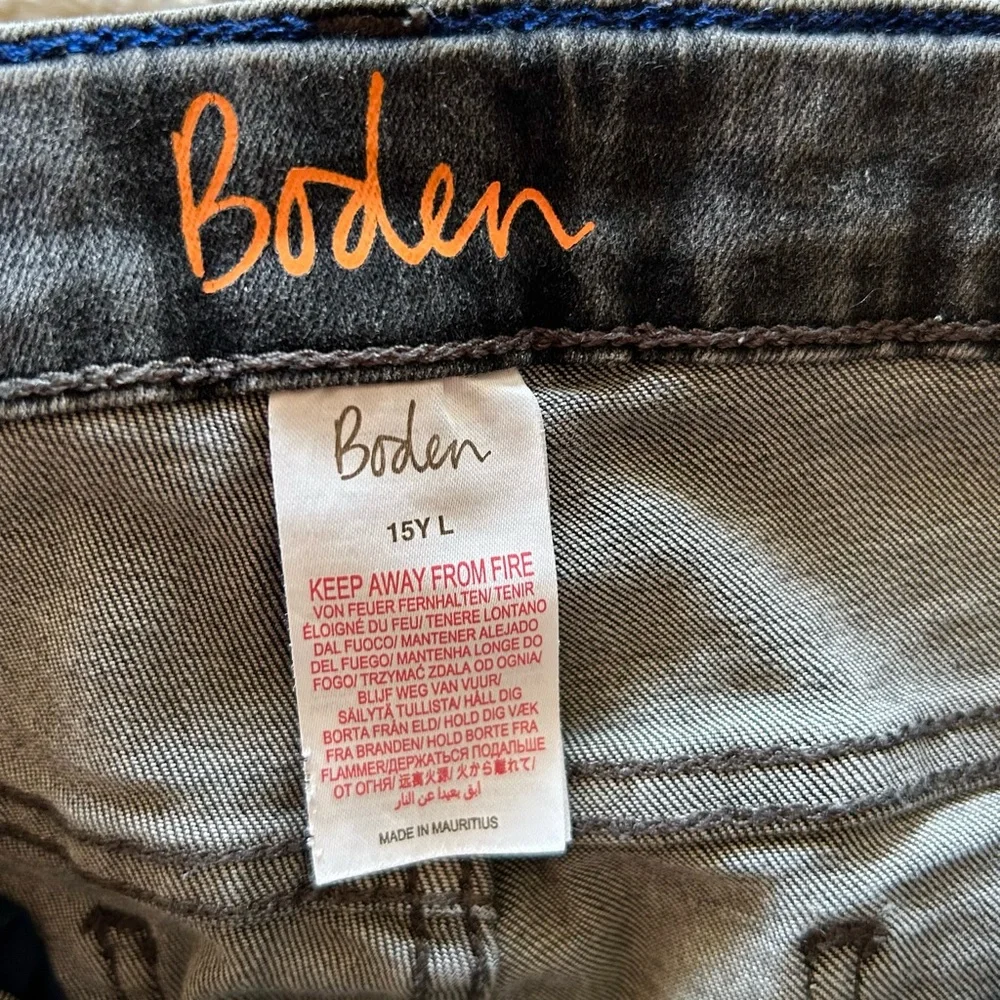 Boden
Boden
15Y L
KEEP AWAY FROM FIRE
VON FEUER FERNHALTEN/ TENIR
ÉLOIGNÉ DU FEU/ TENERE LONTANO
DAL FUOCO/ MANTENER ALEJADO
DEL FUEGO/ MANTENHA LONGE DO
FOGO/ TRZYMAĆ ZDALA OD OGNIA/
BLIJF WEG VAN VUUR/
SÄILYTÄ TULLISTA/ HÅLL DIG
BORTA FRÅN ELD/ HOLD DIG VÆK
FRA BRANDEN/ HOLD BORTE FRA
FLAMMER/ДЕРЖАТЬСЯ ПОДАЛЬШЕ
ОТ ОГНЯ/ 远离火源/ 火から離れて/
ابق بعيدا عن النار
MADE IN MAURITIUS